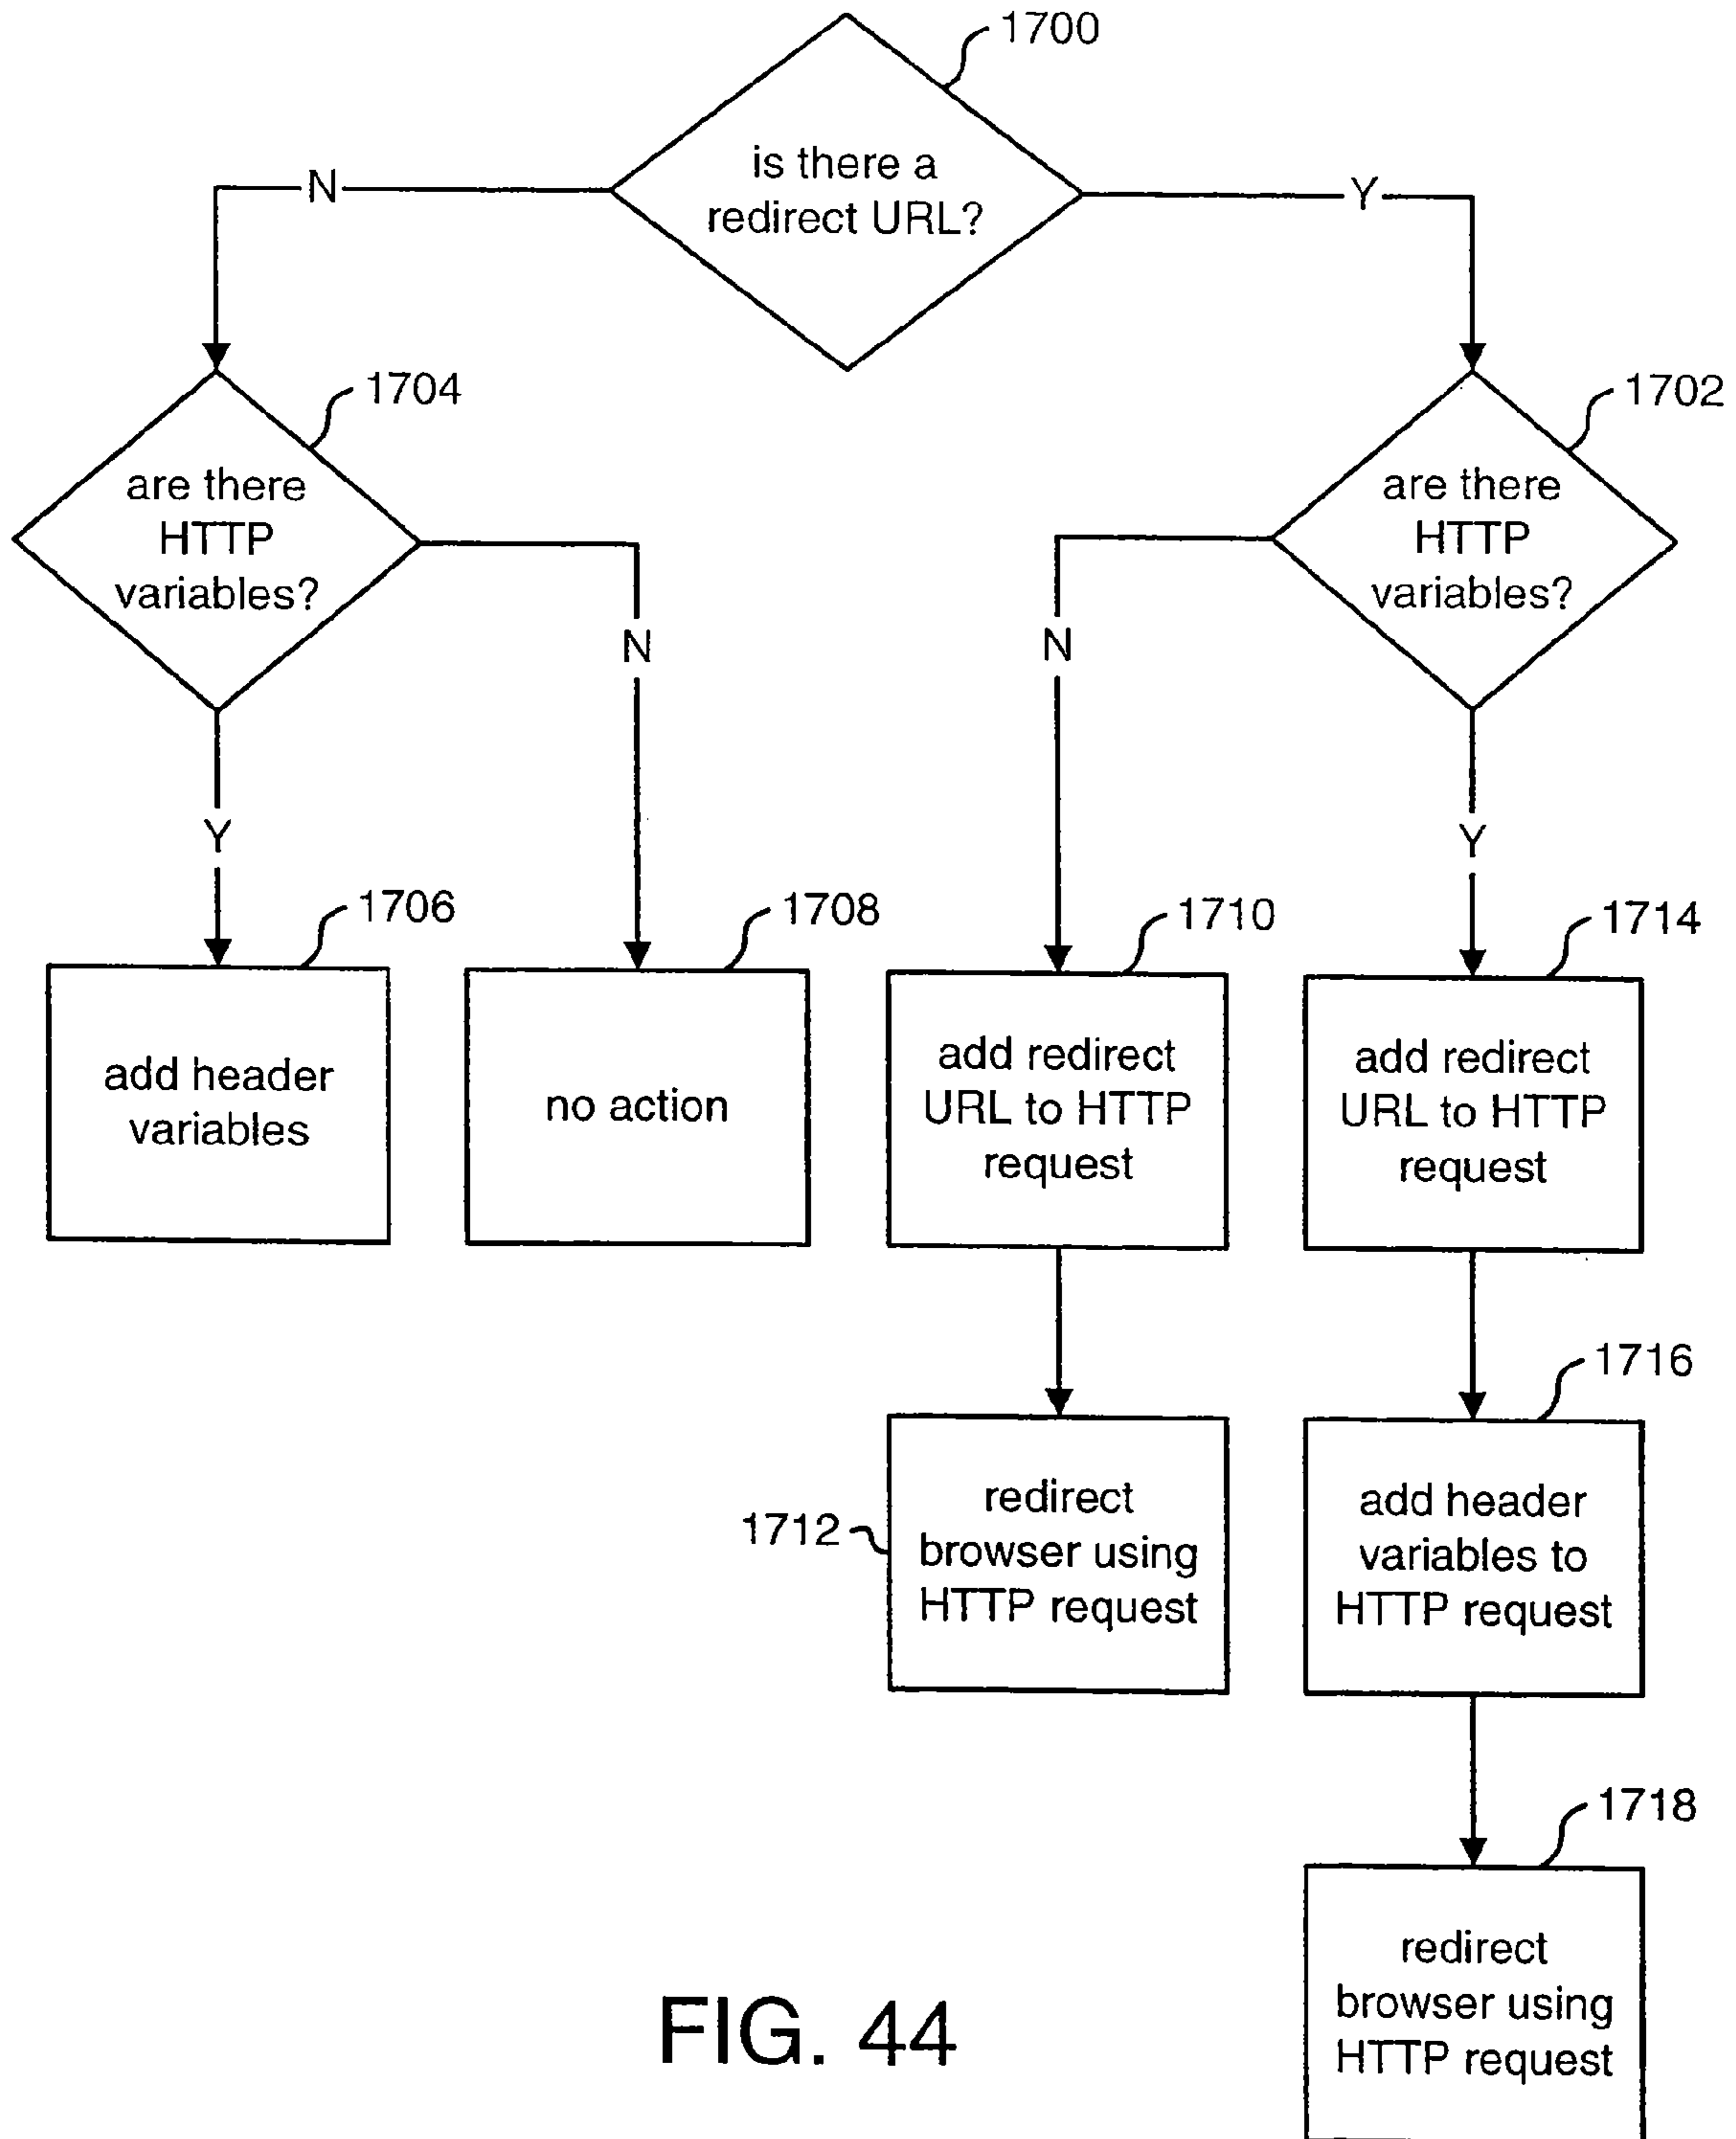 1700
is there a
redirect URL?
N
Y
1704
1702
are there
HTTP
variables?
are there
HTTP
variables?
N
N
Y
Y
1706
1708
1710
1714
add header
variables
no action
add redirect
URL to HTTP
request
add redirect
URL to HTTP
request
1716
1712
redirect
browser using
HTTP request
add header
variables to
HTTP request
1718
redirect
browser using
HTTP request
FIG. 44